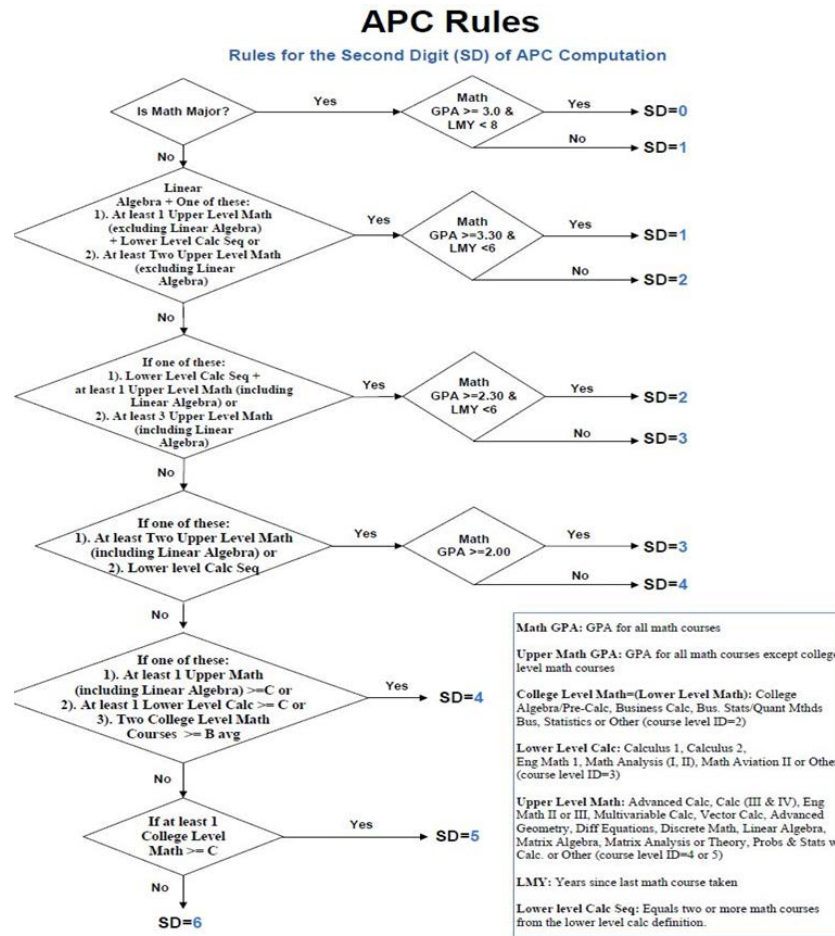 APC Rules
Rules for the Second Digit (SD) of APC Computation
Is Math Major?
Yes
Math
GPA >= 3.0 &
LMY < 8
Yes
SD=0
No
SD=1
No
Linear
Algebra + One of these:
1). At least 1 Upper Level Math
(excluding Linear Algebra)
+ Lower Level Calc Seq or
2). At least Two Upper Level Math
(excluding Linear
Algebra)
Yes
Math
GPA >=3.30 &
LMY <6
Yes
SD=1
No
SD=2
No
If one of these:
1). Lower Level Calc Seq +
at least 1 Upper Level Math (including
Linear Algebra) or
2). At least 3 Upper Level Math
(including Linear
Algebra)
Yes
Math
GPA >=2.30 &
LMY <6
Yes
SD=2
No
SD=3
No
If one of these:
1). At least Two Upper Level Math
(including Linear Algebra) or
2). Lower level Calc Seq
Yes
Math
GPA >=2.00
Yes
SD=3
No
SD=4
No
If one of these:
1). At least 1 Upper Math
(including Linear Algebra) >=C or
2). At least 1 Lower Level Calc >= C or
3). Two College Level Math
Courses >= B avg
Yes
SD=4
No
If at least 1
College Level
Math >= C
Yes
SD=5
No
SD=6
Math GPA: GPA for all math courses
Upper Math GPA: GPA for all math courses except college
level math courses
College Level Math=(Lower Level Math): College
Algebra/Pre-Calc, Business Calc, Bus. Stats/Quant Mthds
Bus, Statistics or Other (course level ID=2)
Lower Level Calc: Calculus 1, Calculus 2,
Eng Math 1, Math Analysis (I, II), Math Aviation II or Other
(course level ID=3)
Upper Level Math: Advanced Calc, Calc (III & IV), Eng
Math II or III, Multivariable Calc, Vector Calc, Advanced
Geometry, Diff Equations, Discrete Math, Linear Algebra,
Matrix Algebra, Matrix Analysis or Theory, Probs & Stats w
Calc. or Other (course level ID=4 or 5)
LMY: Years since last math course taken
Lower level Calc Seq: Equals two or more math courses
from the lower level calc definition.